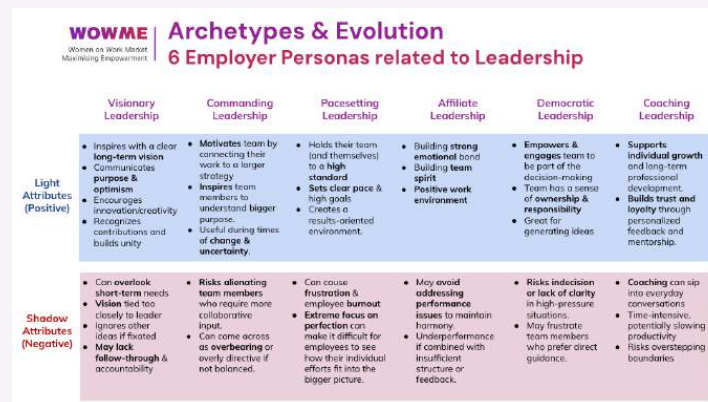 WOWME
Women on Work Market
Maximising Empowerment
Archetypes & Evolution
6 Employer Personas related to Leadership
Visionary
Leadership
Commanding
Leadership
Pacesetting
Leadership
Affiliate
Leadership
Democratic
Leadership
Coaching
Leadership
Light
Attributes
(Positive)
• Inspires with a clear
long-term vision
• Communicates
purpose &
optimism
• Encourages
innovation/creativity
• Recognizes
contributions and
builds unity
• Motivates team by
connecting their
work to a larger
strategy
• Inspires team
members to
understand bigger
purpose.
• Useful during times
of change &
uncertainty.
• Holds their team
(and themselves) to
a high
standard
• Sets clear pace &
high goals
• Creates a
results-oriented
environment.
• Building strong
emotional bond
• Building team
spirit
• Positive work
environment
• Empowers &
engages team to
be part of the
decision-making
• Team has a sense
of ownership &
responsibility
• Great for
generating ideas
• Supports
individual growth
and long-term
professional
development.
• Builds trust and
loyalty through
personalized
feedback and
mentorship.
Shadow
Attributes
(Negative)
• Can overlook
short-term needs
• Vision tied too
closely to leader
• Ignores other
ideas if fixated
• May lack
follow-through &
accountability
• Risks alienating
team members
who require more
collaborative
input.
• Can come across
as overbearing or
overly directive if
not balanced.
• Can cause
frustration &
employee burnout
• Extreme focus on
perfection can
make it difficult for
employees to see
how their individual
efforts fit into the
bigger picture.
• May avoid
addressing
performance
issues to maintain
harmony.
• Underperformance
if combined with
insufficient
structure or
feedback.
• Risks indecision
or lack of clarity
in high-pressure
situations.
• May frustrate
team members
who prefer direct
guidance.
• Coaching can sip
into everyday
conversations
• Time-intensive,
potentially slowing
productivity
• Risks overstepping
boundaries